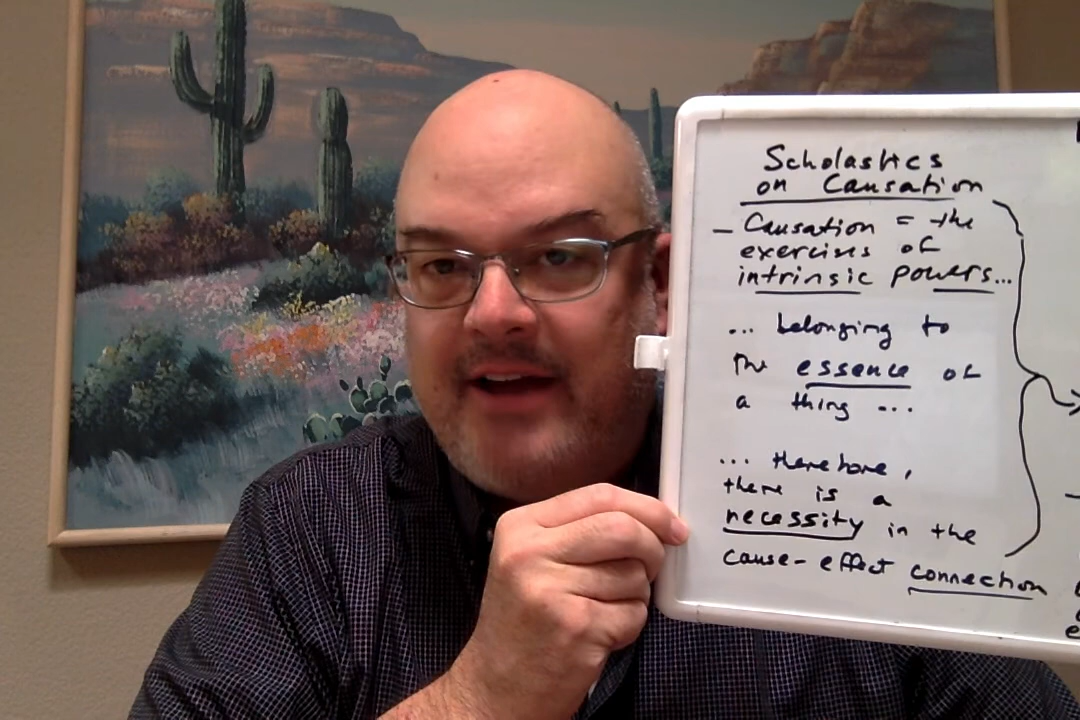 Scholastics
on Causation
– Causation = the
exercises of
intrinsic powers...
... belonging to
the essence of
a thing ...
... therefore,
there is a
necessity in the
cause-effect connection